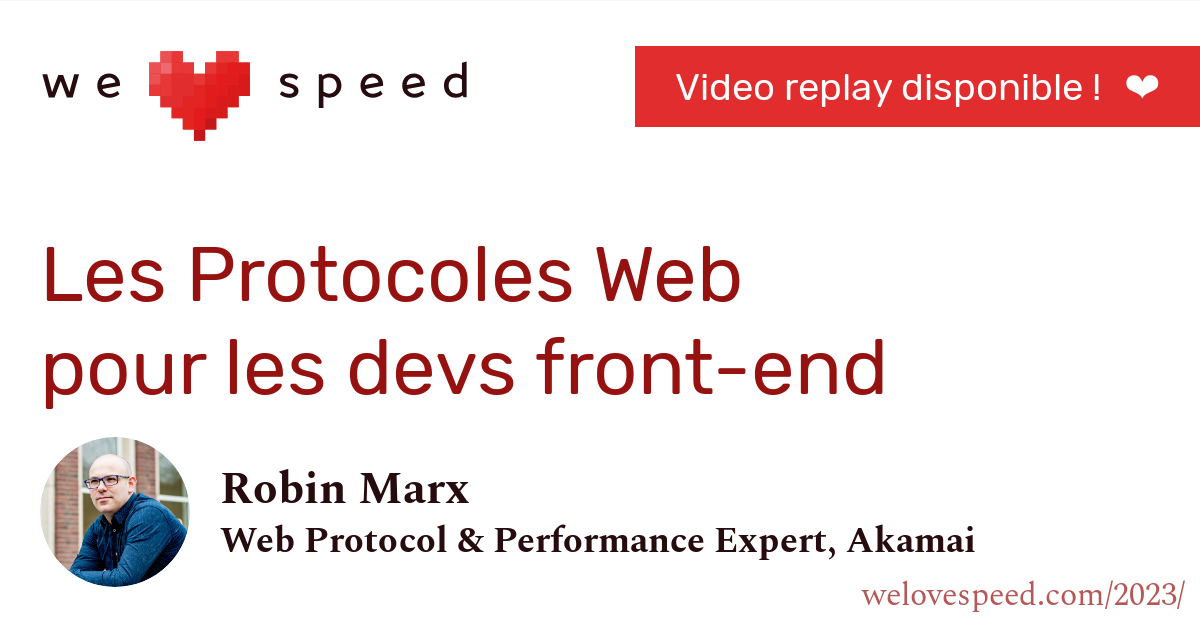 we speed
Video replay disponible ! ❤
Les Protocoles Web
pour les devs front-end
Robin Marx
Web Protocol & Performance Expert, Akamai
welovespeed.com/2023/